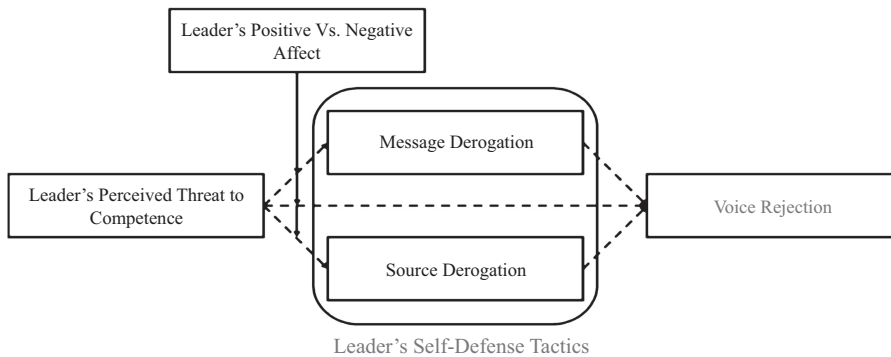 Leader's Positive Vs. Negative
Affect
Message Derogation
Leader's Perceived Threat to
Competence
Voice Rejection
Source Derogation
Leader's Self-Defense Tactics